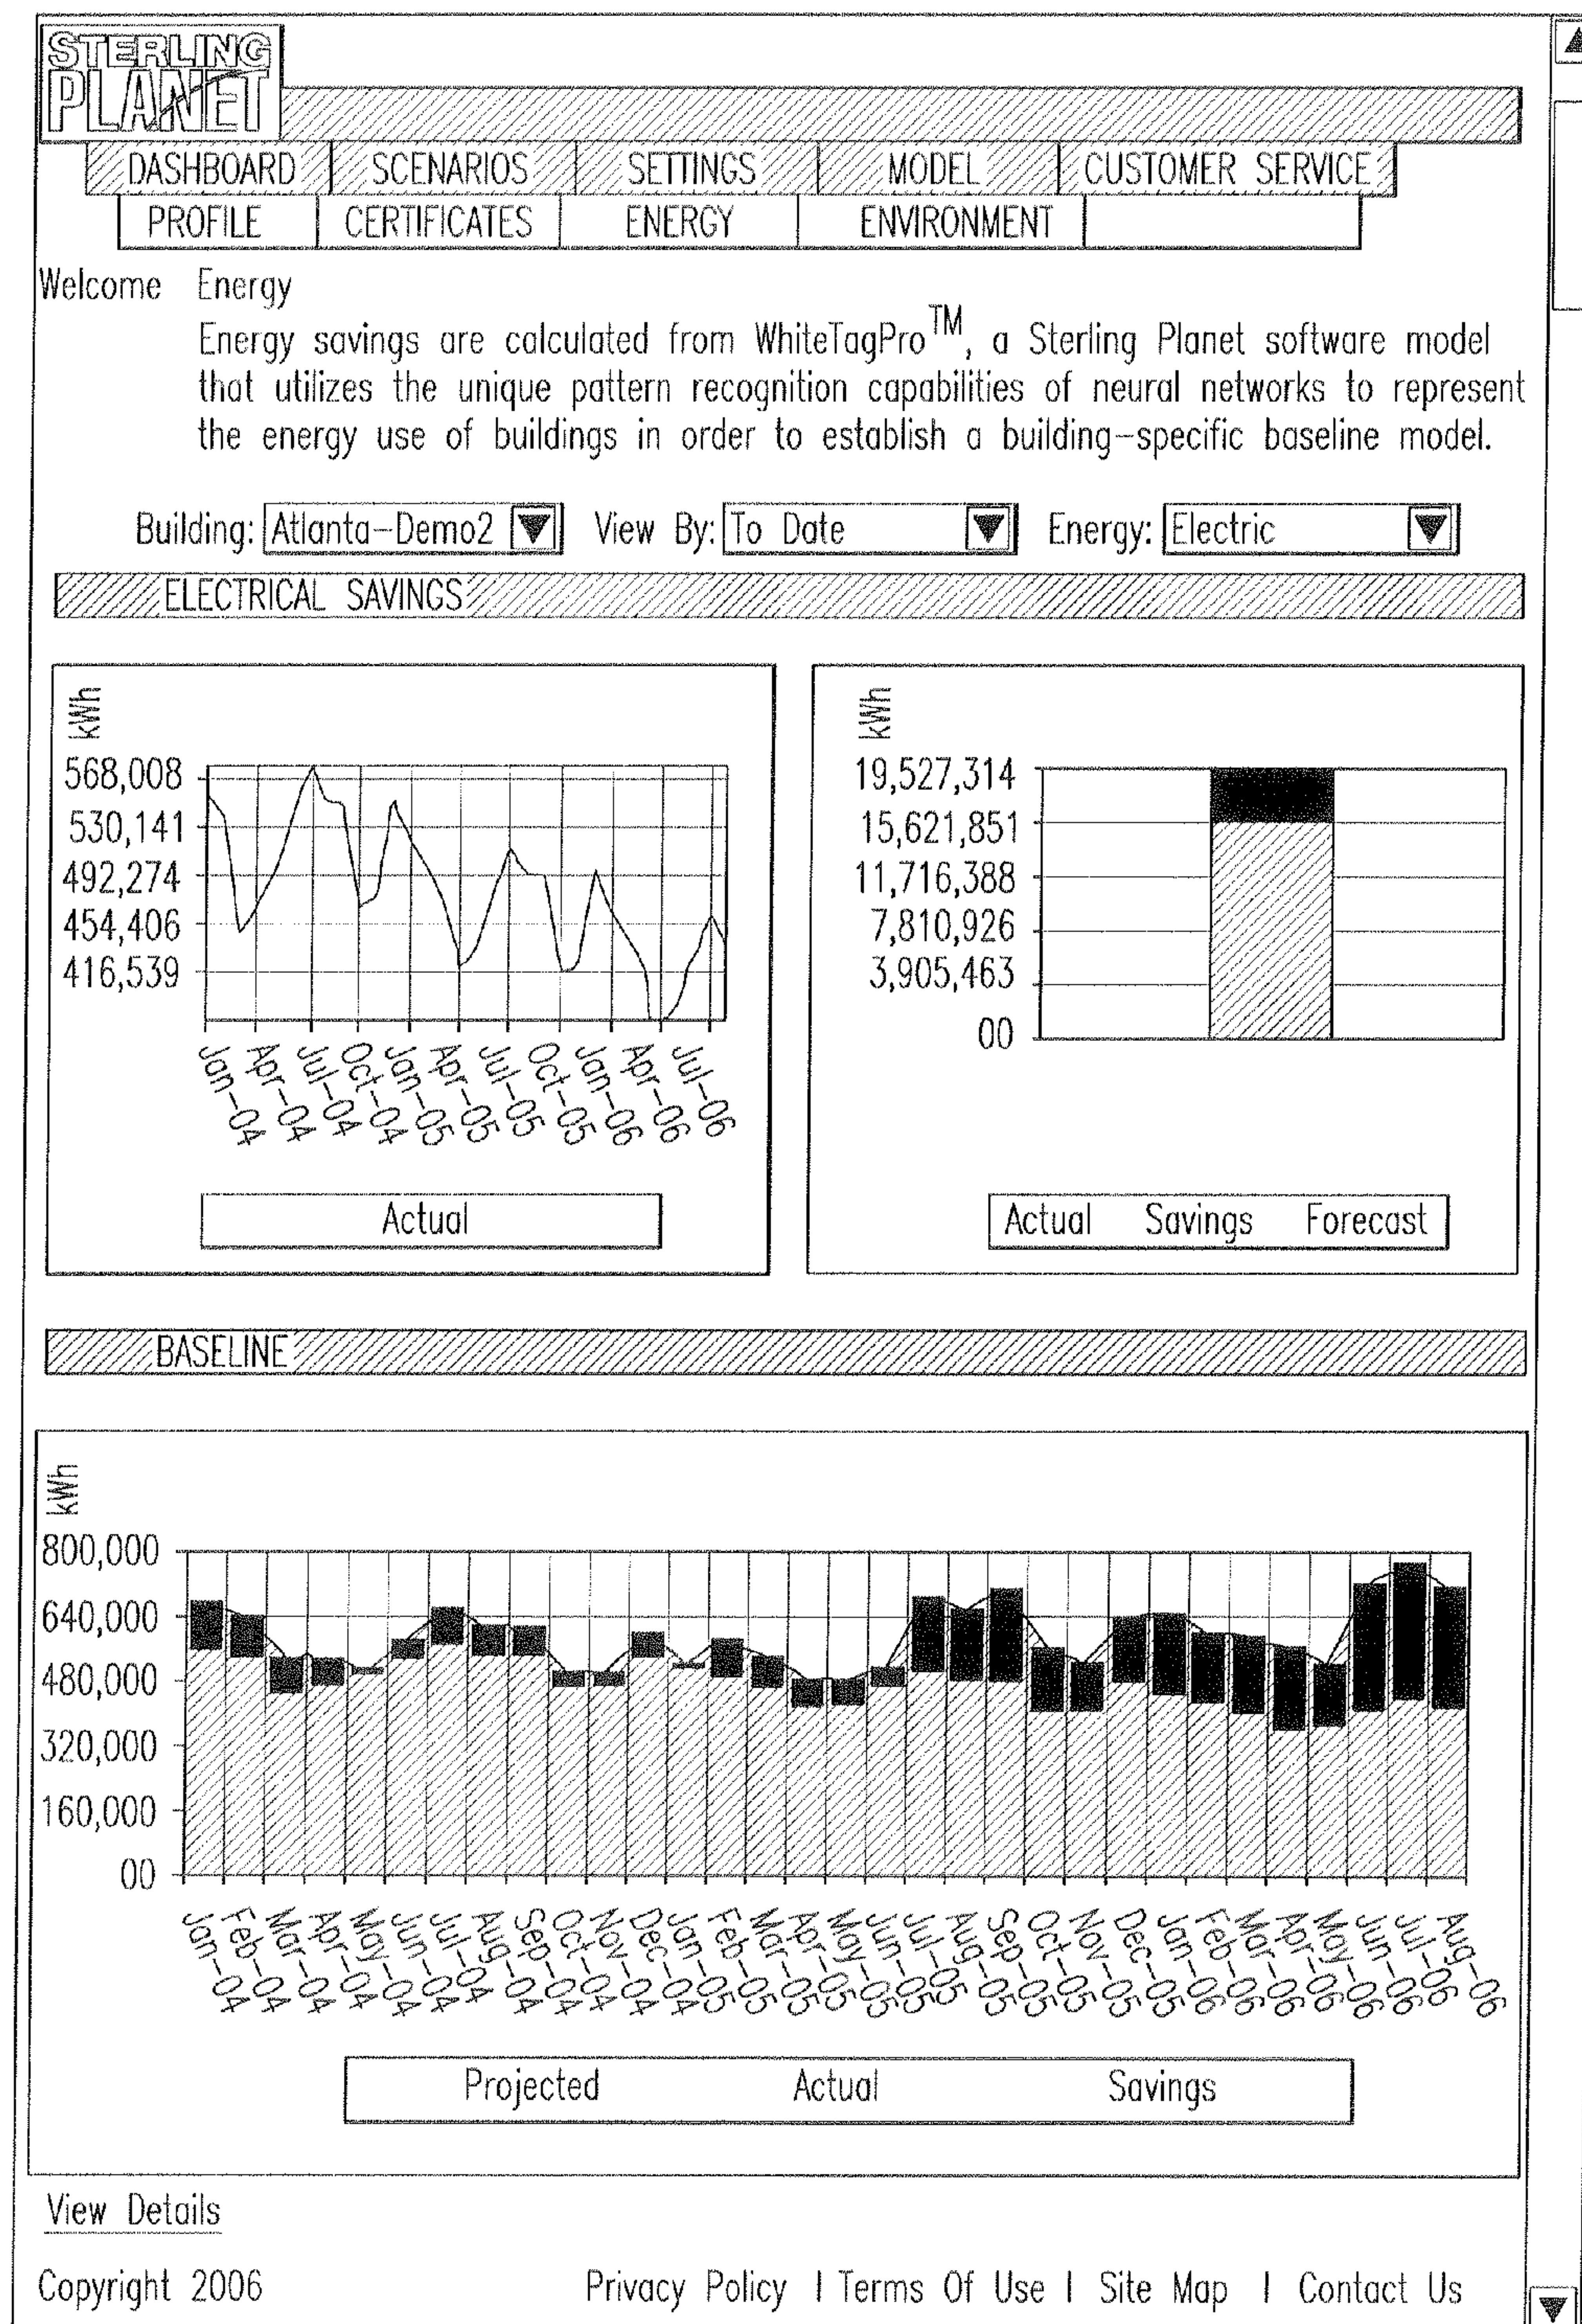 STERLING
PLANET
DASHBOARD SCENARIOS SETTINGS MODEL CUSTOMER SERVICE
PROFILE CERTIFICATES ENERGY ENVIRONMENT
Welcome Energy
Energy savings are calculated from WhiteTagPro™, a Sterling Planet software model
that utilizes the unique pattern recognition capabilities of neural networks to represent
the energy use of buildings in order to establish a building-specific baseline model.
Building: Atlanta-Demo2 View By: To Date Energy: Electric
ELECTRICAL SAVINGS
kWh
568,008
530,141
492,274
454,406
416,539
Jan-04 Apr-04 Jul-04 Oct-04 Jan-05 Apr-05 Jul-05 Oct-05 Jan-06 Apr-06 Jul-06
Actual
kWh
19,527,314
15,621,851
11,716,388
7,810,926
3,905,463
00
Actual Savings Forecast
BASELINE
kWh
800,000
640,000
480,000
320,000
160,000
00
Jan-04 Feb-04 Mar-04 Apr-04 May-04 Jun-04 Jul-04 Aug-04 Sep-04 Oct-04 Nov-04 Dec-04 Jan-05 Feb-05 Mar-05 Apr-05 May-05 Jun-05 Jul-05 Aug-05 Sep-05 Oct-05 Nov-05 Dec-05 Jan-06 Feb-06 Mar-06 Apr-06 May-06 Jun-06 Jul-06 Aug-06
Projected Actual Savings
View Details
Copyright 2006 Privacy Policy | Terms Of Use | Site Map | Contact Us